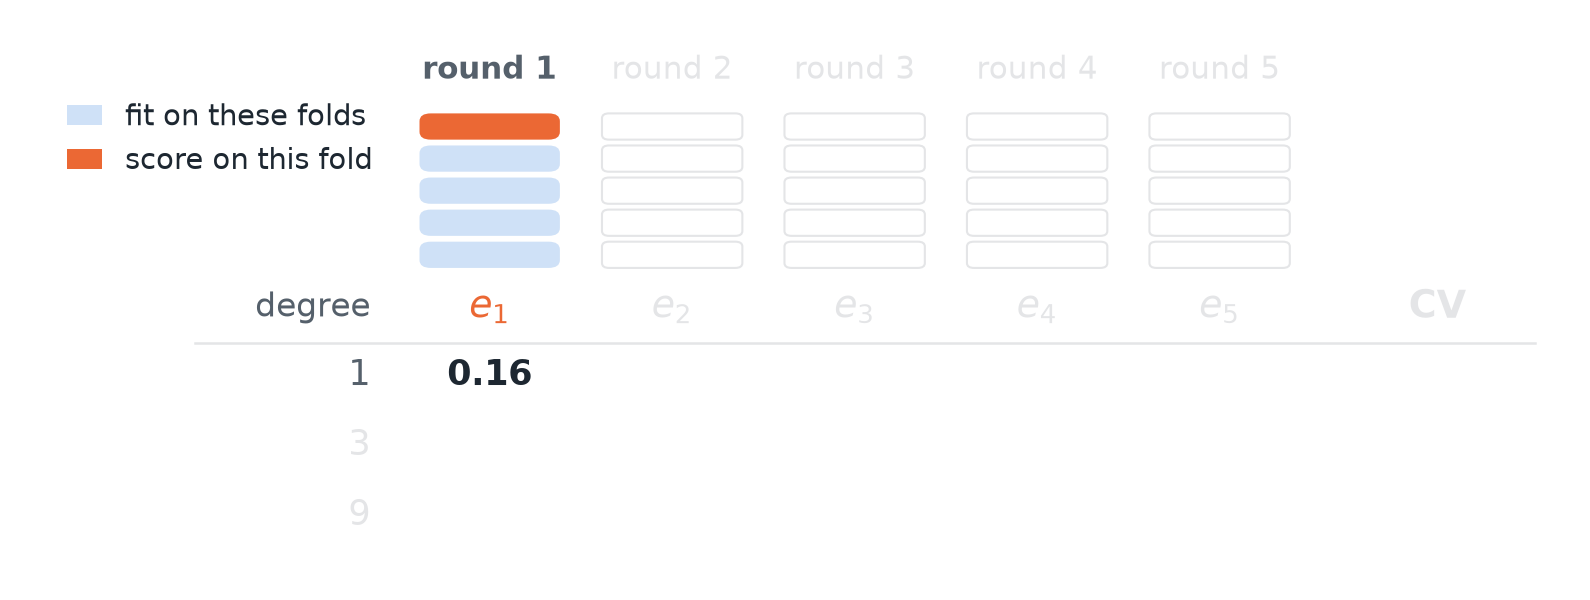 round 1 round 2 round 3 round 4 round 5
fit on these folds
score on this fold
degree e₁ e₂ e₃ e₄ e₅ CV
1 0.16
3
9